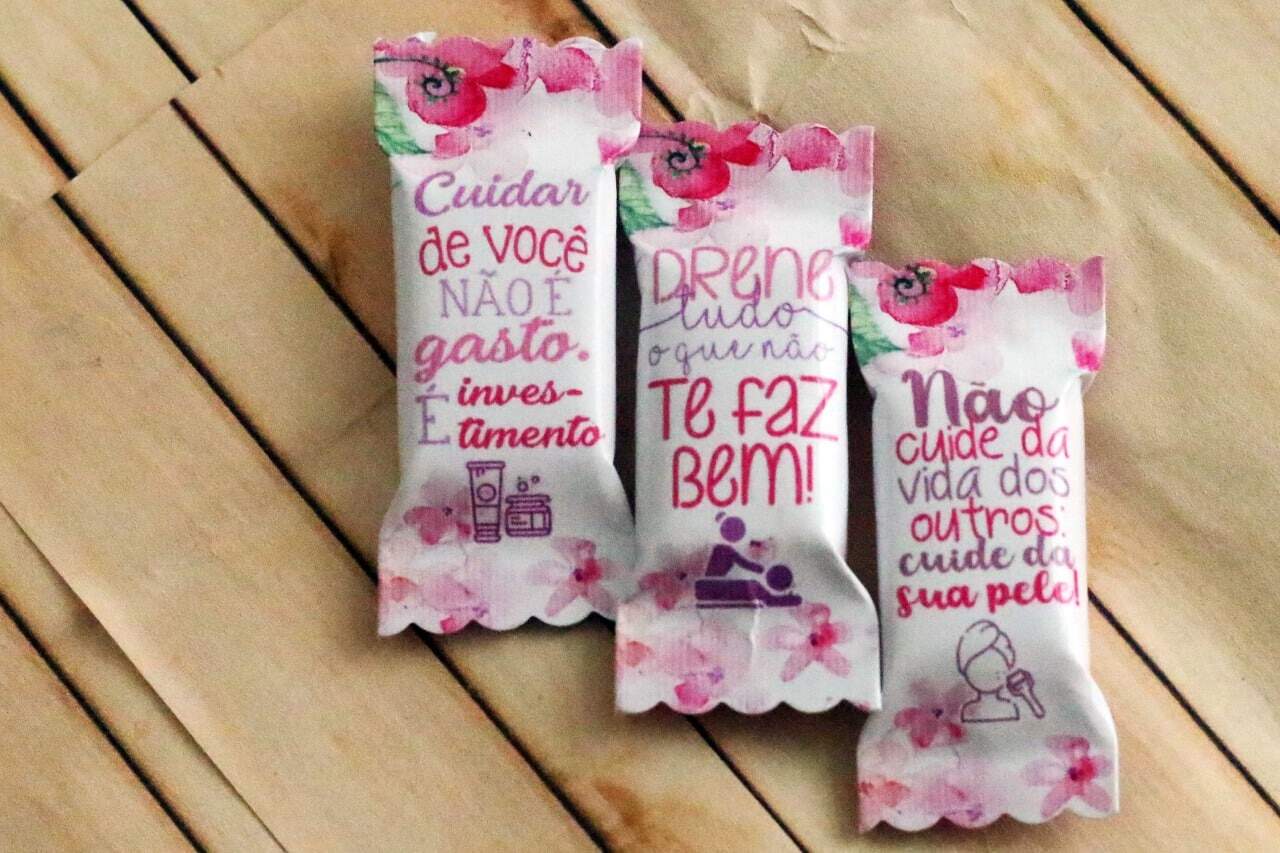 Cuidar
de você
NÃO É
gasto.
É inves-
timento
DRENE
tudo
o que não
Te faz
Bem!
Não
cuide da
vida dos
outros:
cuide da
sua pele!